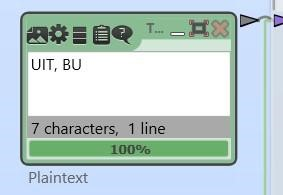 T...
UIT, BU
7 characters, 1 line
100%
Plaintext